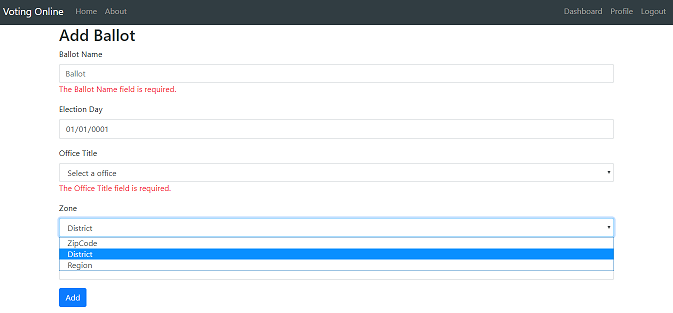 Voting Online Home About Dashboard Profile Logout
Add Ballot
Ballot Name
Ballot
The Ballot Name field is required.
Election Day
01/01/0001
Office Title
Select a office
The Office Title field is required.
Zone
District
ZipCode
District
Region
Add